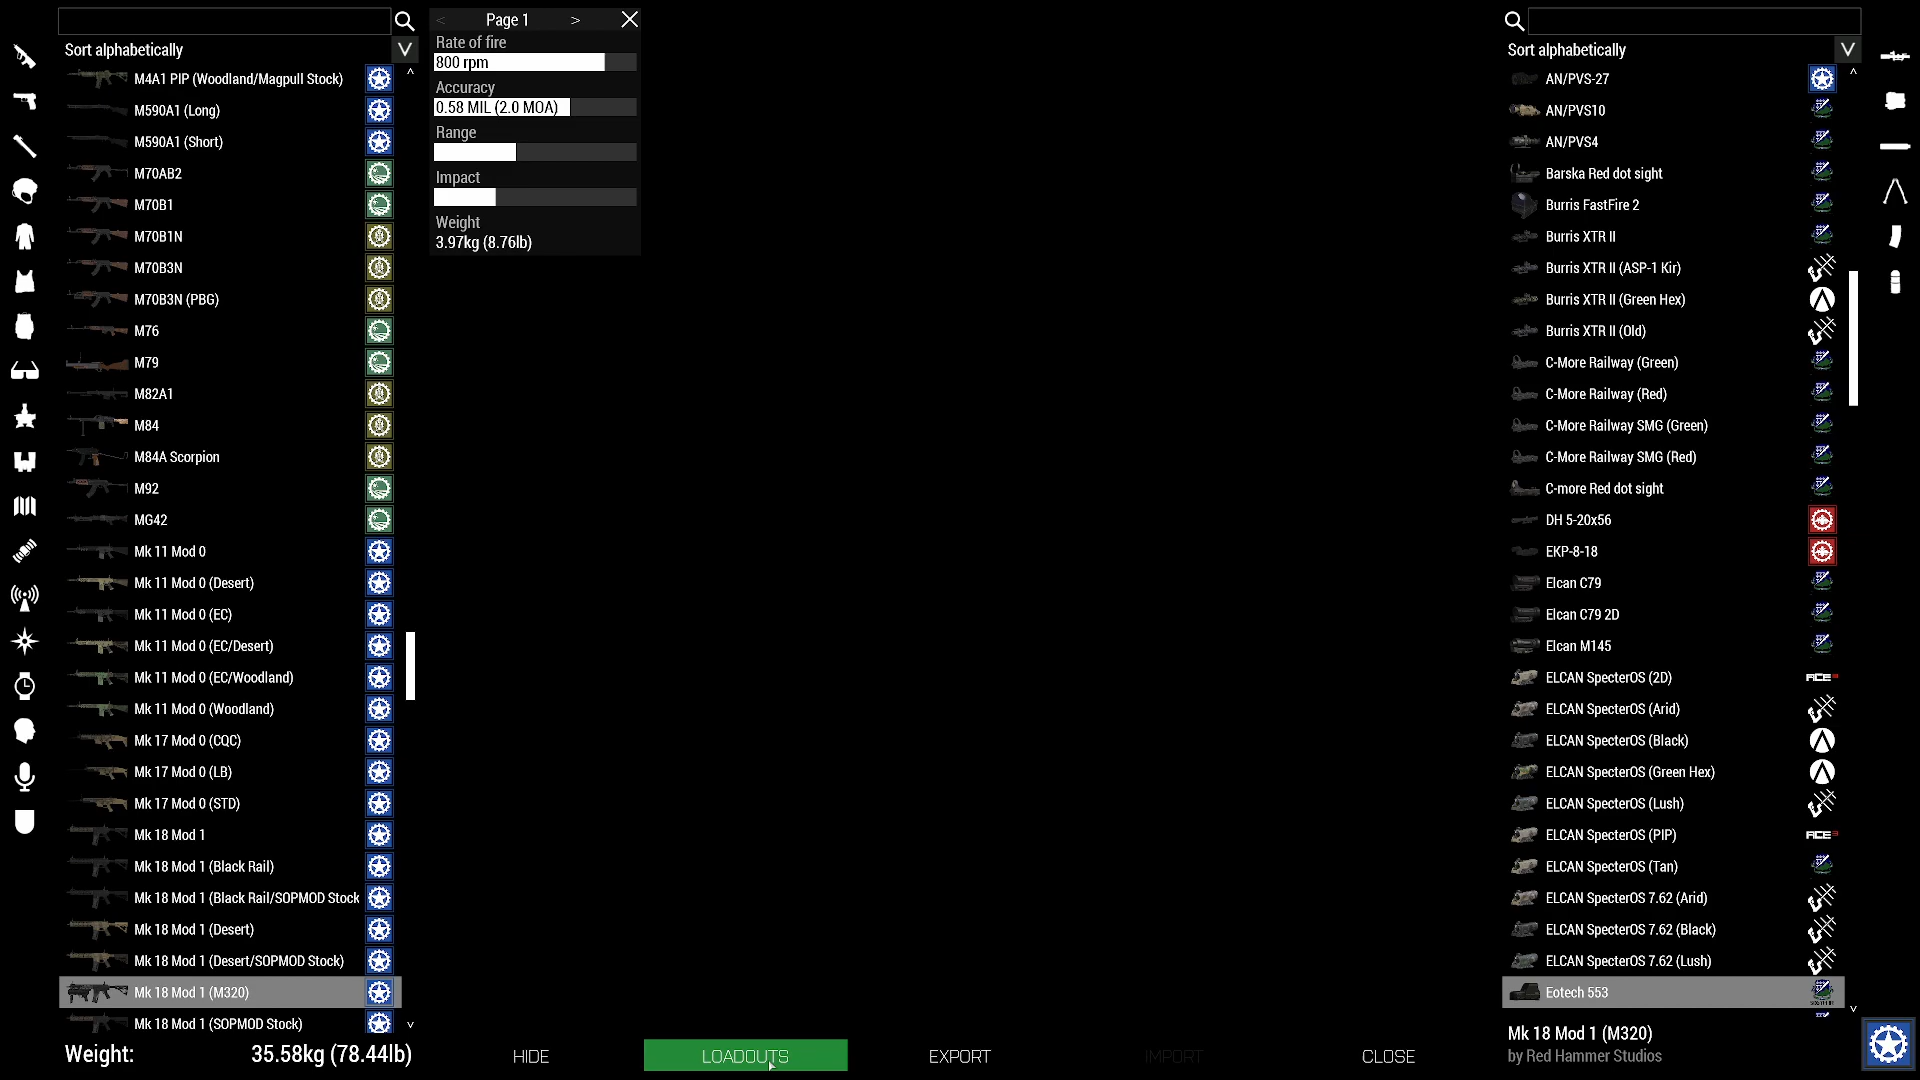 Sort alphabetically
V
M4A1 PIP (Woodland/Magpull Stock)
M590A1 (Long)
M590A1 (Short)
M70AB2
M70B1
M70B1N
M70B3N
M70B3N (PBG)
M76
M79
M82A1
M84
M84A Scorpion
M92
MG42
Mk 11 Mod 0
Mk 11 Mod 0 (Desert)
Mk 11 Mod 0 (EC)
Mk 11 Mod 0 (EC/Desert)
Mk 11 Mod 0 (EC/Woodland)
Mk 11 Mod 0 (Woodland)
Mk 17 Mod 0 (CQC)
Mk 17 Mod 0 (LB)
Mk 17 Mod 0 (STD)
Mk 18 Mod 1
Mk 18 Mod 1 (Black Rail)
Mk 18 Mod 1 (Black Rail/SOPMOD Stock
Mk 18 Mod 1 (Desert)
Mk 18 Mod 1 (Desert/SOPMOD Stock)
Mk 18 Mod 1 (M320)
Mk 18 Mod 1 (SOPMOD Stock)
Weight: 35.58kg (78.44lb)
< Page 1 >
Rate of fire
800 rpm
Accuracy
0.58 MIL (2.0 MOA)
Range
Impact
Weight
3.97kg (8.76lb)
HIDE
LOADOUTS
EXPORT
IMPORT
CLOSE
Sort alphabetically
V
AN/PVS-27
AN/PVS10
AN/PVS4
Barska Red dot sight
Burris FastFire 2
Burris XTR II
Burris XTR II (ASP-1 Kir)
Burris XTR II (Green Hex)
Burris XTR II (Old)
C-More Railway (Green)
C-More Railway (Red)
C-More Railway SMG (Green)
C-More Railway SMG (Red)
C-more Red dot sight
DH 5-20x56
EKP-8-18
Elcan C79
Elcan C79 2D
Elcan M145
ELCAN SpecterOS (2D)
ACE3
ELCAN SpecterOS (Arid)
ELCAN SpecterOS (Black)
ELCAN SpecterOS (Green Hex)
ELCAN SpecterOS (Lush)
ELCAN SpecterOS (PIP)
ACE3
ELCAN SpecterOS (Tan)
ELCAN SpecterOS 7.62 (Arid)
ELCAN SpecterOS 7.62 (Black)
ELCAN SpecterOS 7.62 (Lush)
Eotech 553
Mk 18 Mod 1 (M320)
by Red Hammer Studios